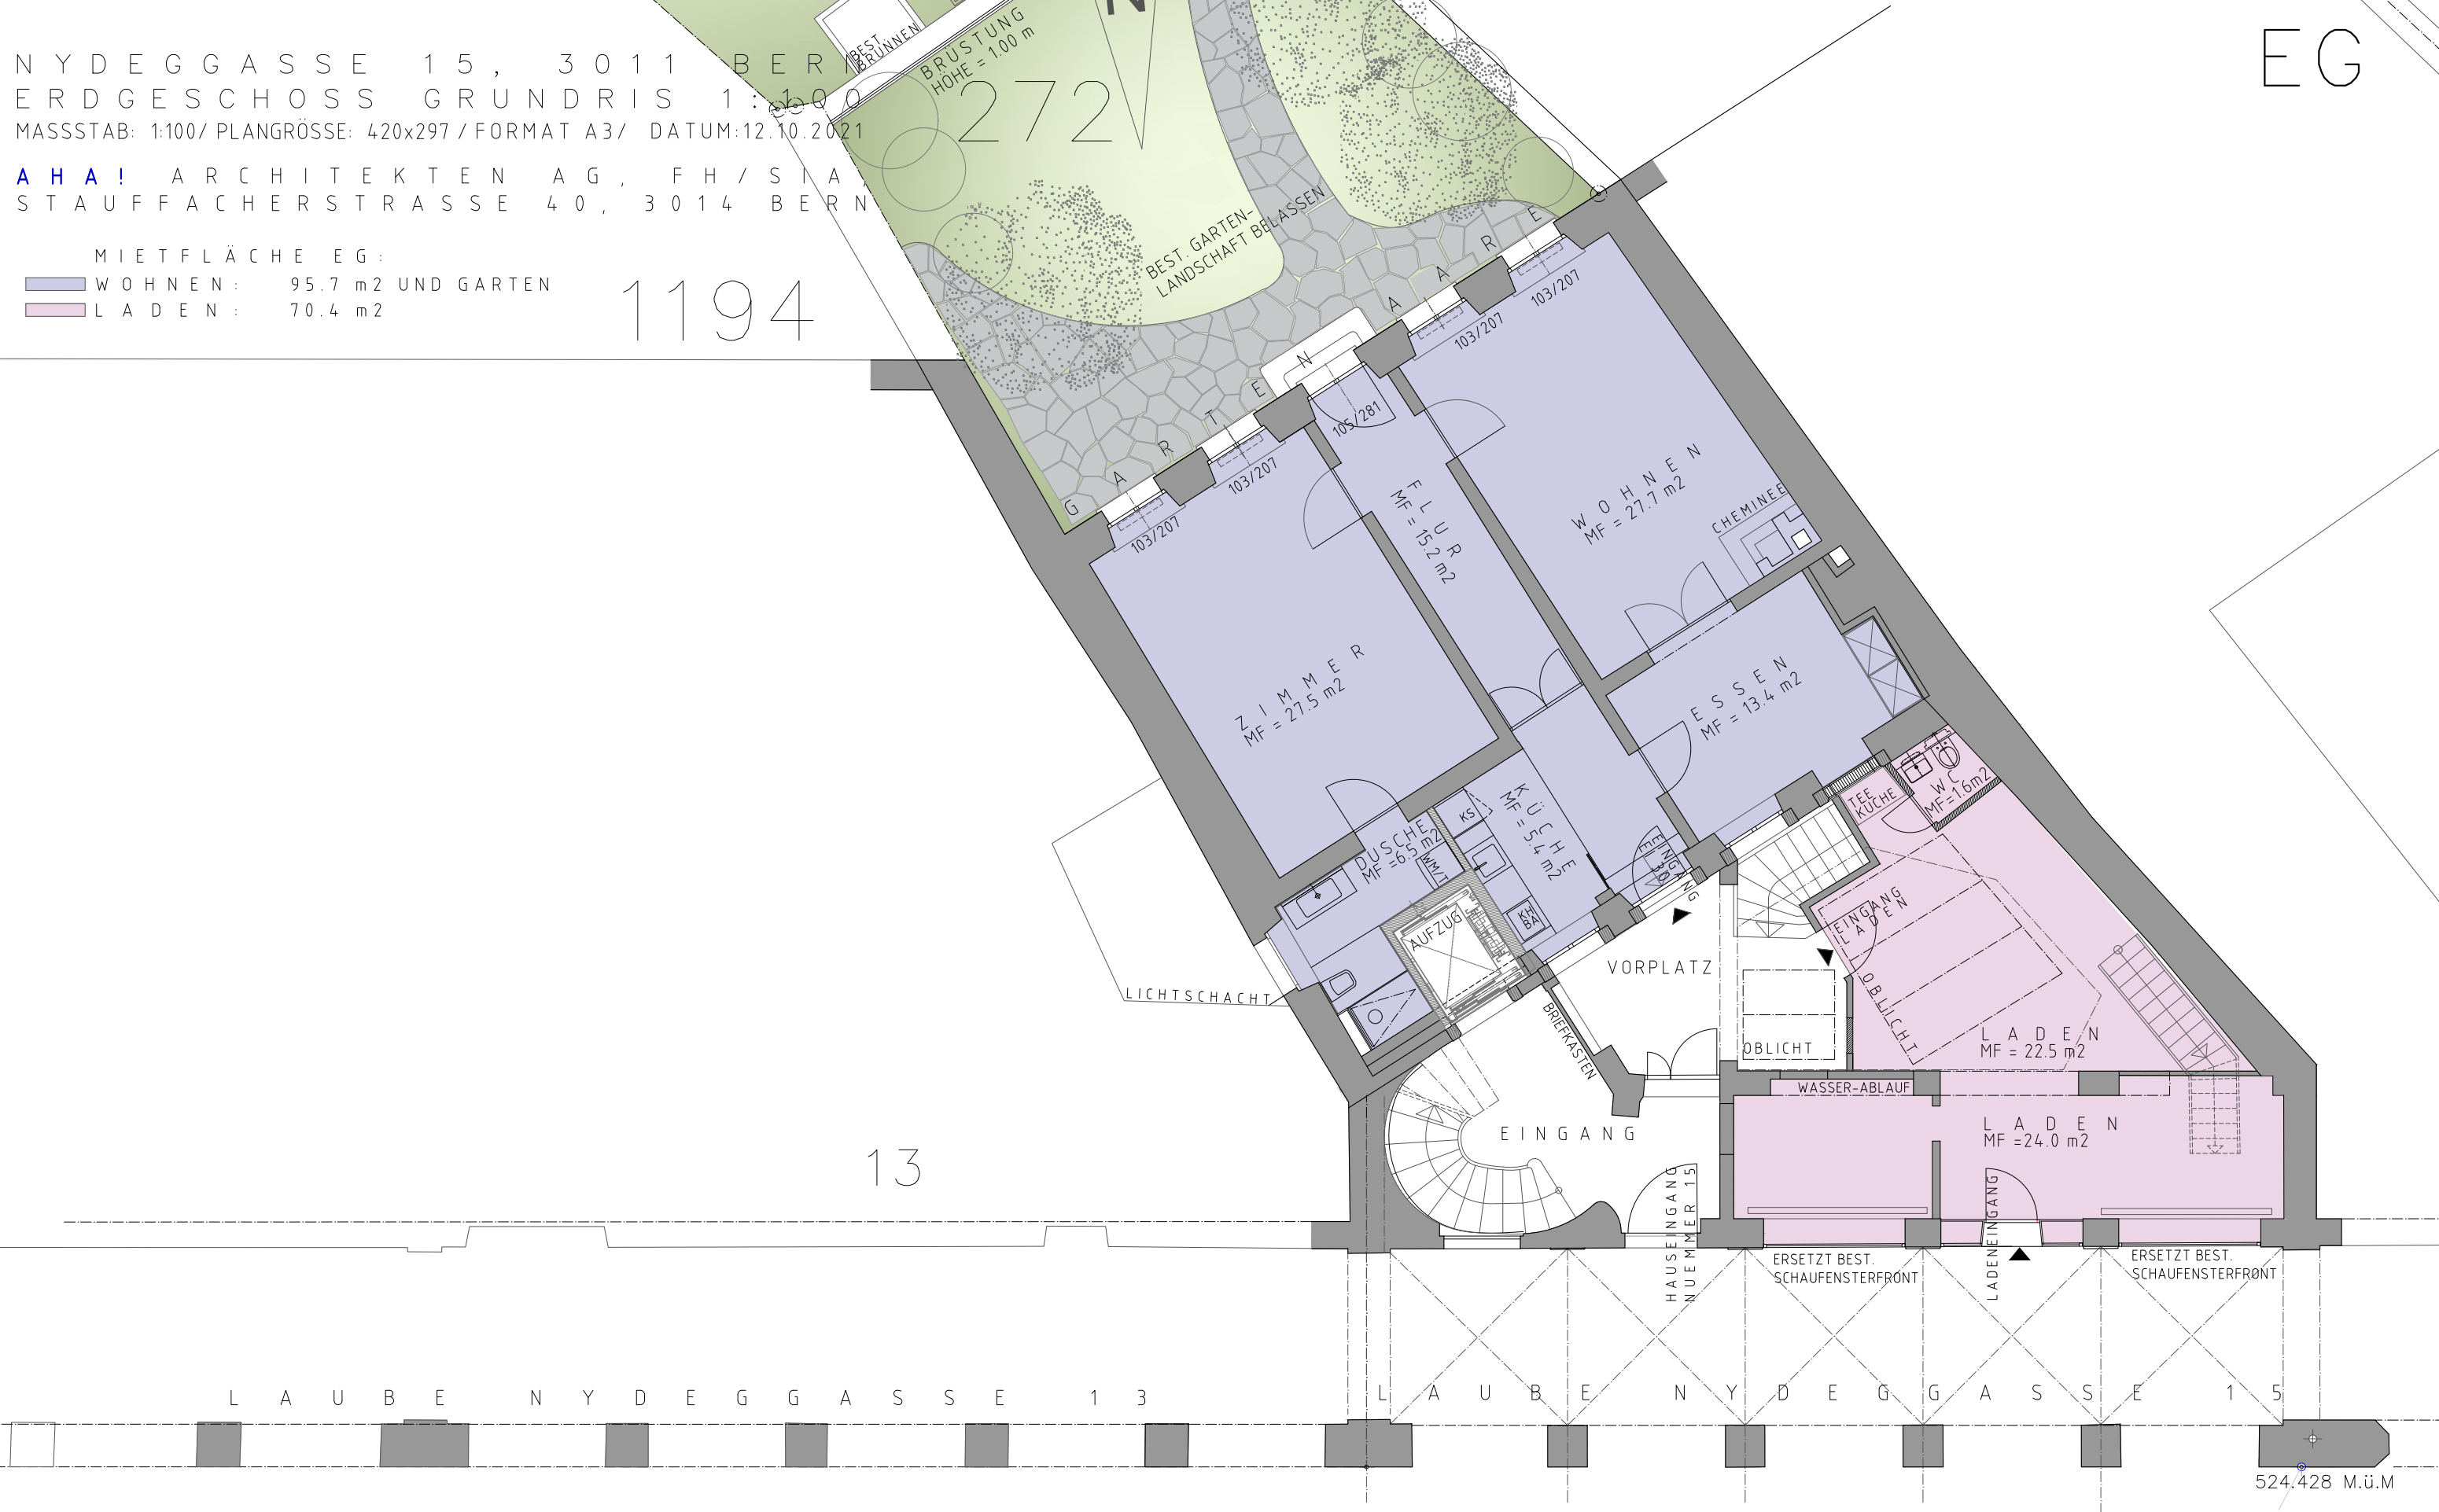 NYDEGGASSE 15, 3011 BERN
ERDGESCHOSS GRUNDRIS 1:100
MASSSTAB: 1:100/ PLANGRÖSSE: 420x297 / FORMAT A3/ DATUM:12.10.2021
AHA! ARCHITEKTEN AG, FH/SIA,
STAUFFACHERSTRASSE 40, 3014 BERN
MIETFLÄCHE EG:
WOHNEN: 95.7 m2 UND GARTEN
LADEN: 70.4 m2
EG
N
BEST.
BRUNNEN
BRUSTUNG
HÖHE = 1.00 m
272
1194
BEST. GARTEN-
LANDSCHAFT BELASSEN
GARTEN AARE
103/207
103/207
105/281
103/207
103/207
FLUR
MF = 15.2 m2
WOHNEN
MF = 27.7 m2
CHEMINEE
ZIMMER
MF = 27.5 m2
ESSEN
MF = 13.4 m2
KÜCHE
MF = 5.4 m2
KS
KH
BA
DUSCHE
MF =6.5 m2
WM/T
AUFZUG
EINGANG
EI 30
TEE
KÜCHE
WC
MF=1.6m2
EINGANG
LADEN
OBLICHT
VORPLATZ
OBLICHT
LICHTSCHACHT
BRIEFKASTEN
LADEN
MF = 22.5 m2
WASSER-ABLAUF
LADEN
MF =24.0 m2
EINGANG
13
HAUSEINGANG
NUEMMER 15
LADENEINGANG
ERSETZT BEST.
SCHAUFENSTERFRONT
ERSETZT BEST.
SCHAUFENSTERFRONT
LAUBE NYDEGGASSE 13
LAUBE NYDEGGASSE 15
524.428 M.ü.M